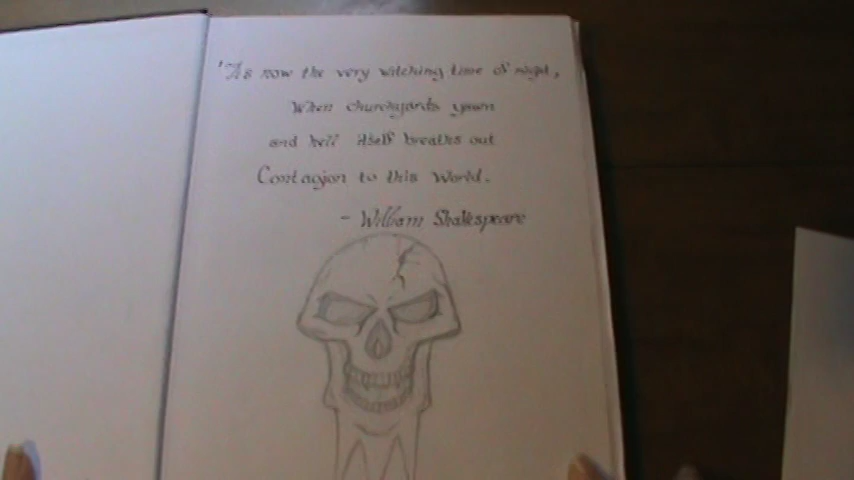 'Tis now the very witching time of night,
When churchyards yawn
and hell itself breaths out
Contagion to this world.
- William Shakespeare